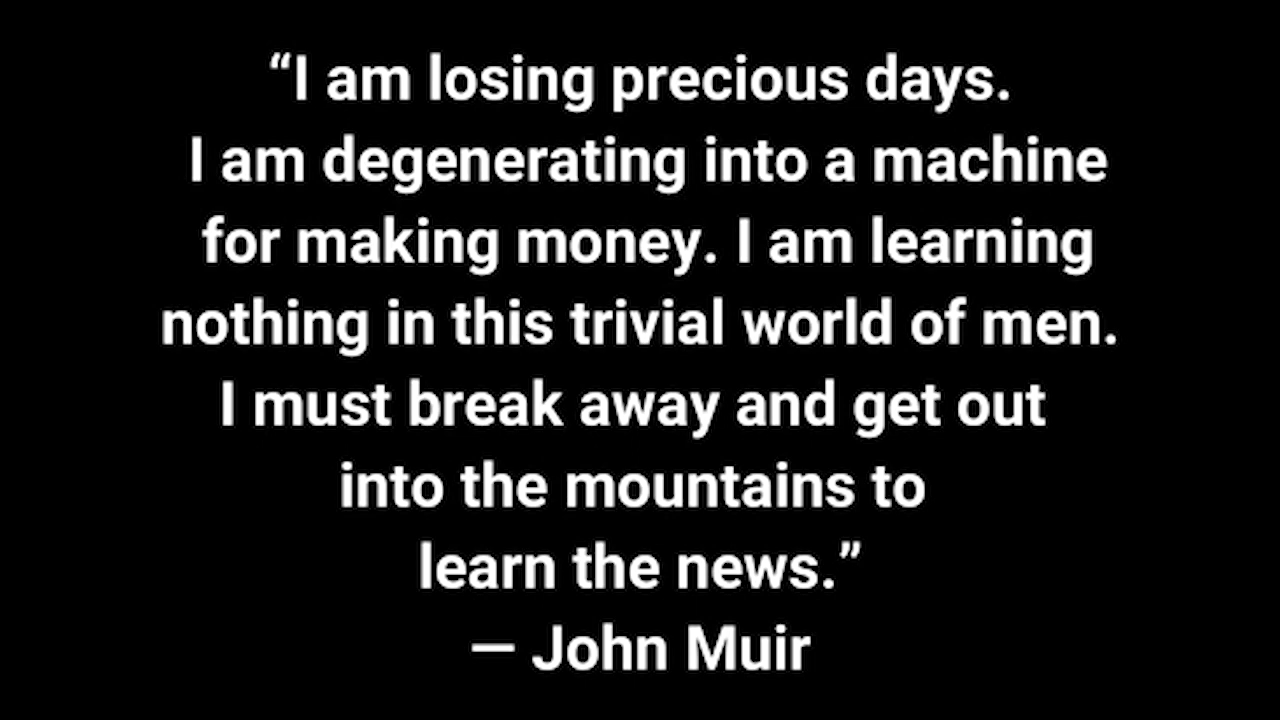 “I am losing precious days.
I am degenerating into a machine
for making money. I am learning
nothing in this trivial world of men.
I must break away and get out
into the mountains to
learn the news.”
— John Muir